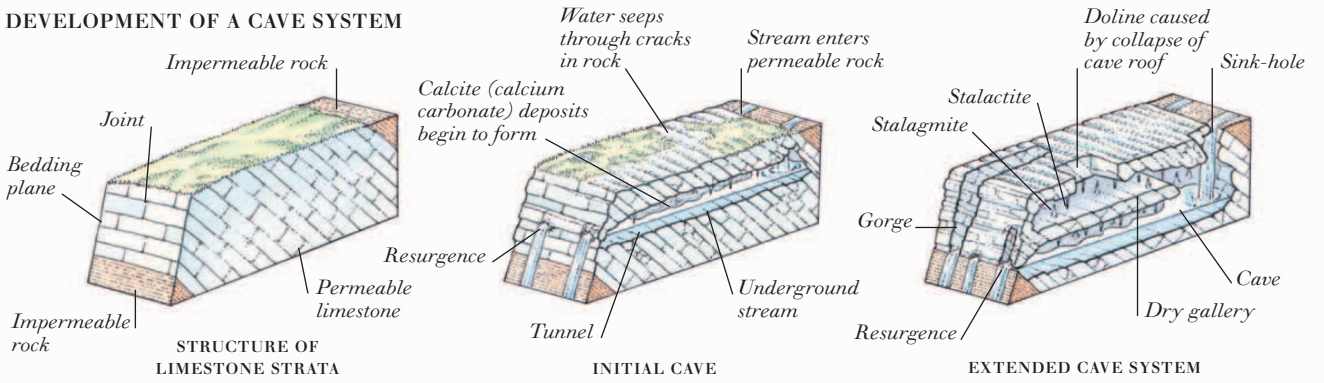 DEVELOPMENT OF A CAVE SYSTEM
Impermeable rock
Joint
Bedding
plane
Impermeable
rock
Permeable
limestone
STRUCTURE OF
LIMESTONE STRATA
Water seeps
through cracks
in rock
Stream enters
permeable rock
Calcite (calcium
carbonate) deposits
begin to form
Resurgence
Tunnel
Underground
stream
INITIAL CAVE
Doline caused
by collapse of
cave roof
Sink-hole
Stalactite
Stalagmite
Gorge
Resurgence
Cave
Dry gallery
EXTENDED CAVE SYSTEM